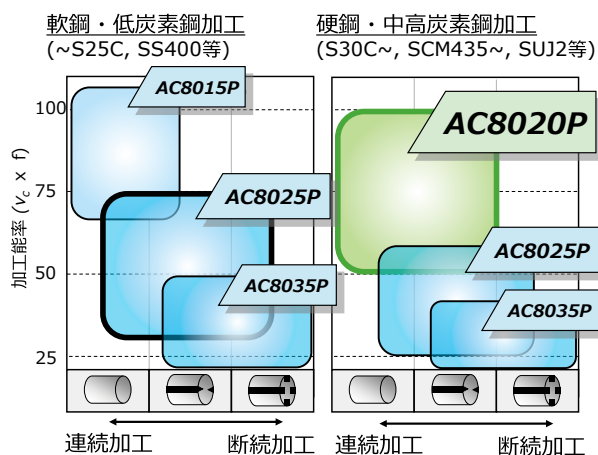 軟鋼・低炭素鋼加工
(~S25C, SS400等)
硬鋼・中高炭素鋼加工
(S30C~, SCM435~, SUJ2等)
加工能率 (vc x f)
100
75
50
25
AC8015P
AC8025P
AC8035P
AC8020P
AC8025P
AC8035P
連続加工
断続加工
連続加工
断続加工